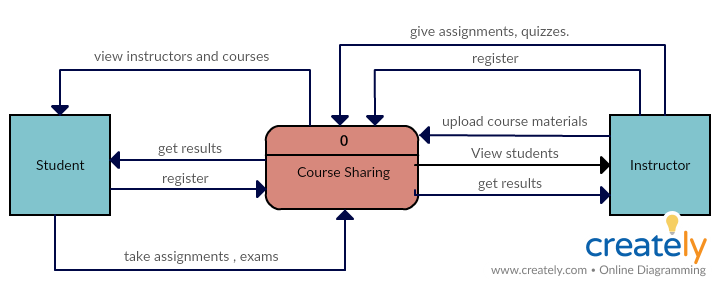 give assignments, quizzes.
view instructors and courses
register
upload course materials
0
get results
View students
Student
Course Sharing
Instructor
register
get results
take assignments , exams
creately
www.creately.com • Online Diagramming